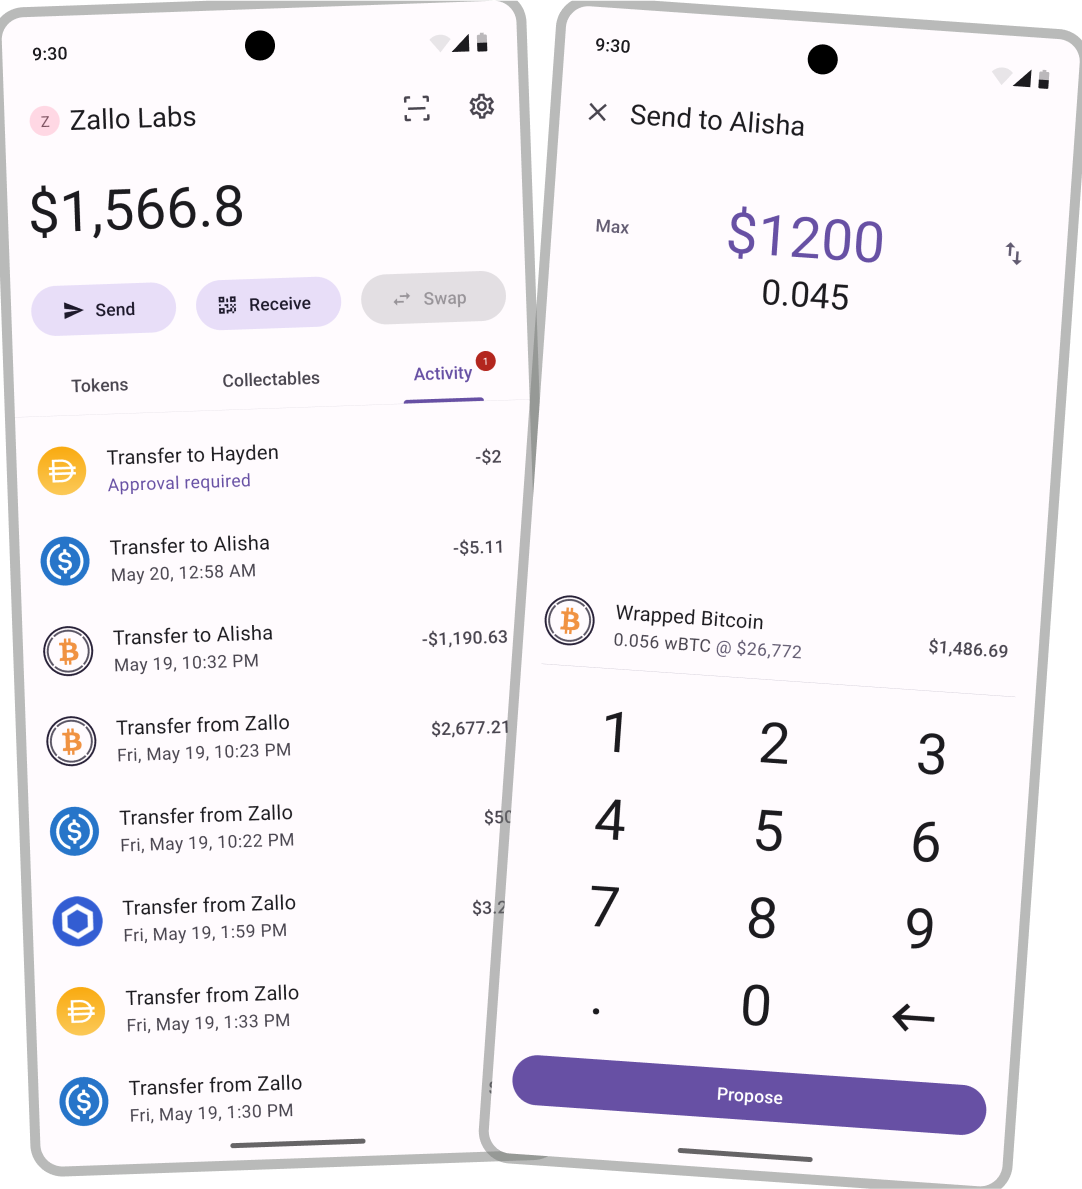 9:30
Z Zallo Labs
$1,566.8
Send Receive Swap
Tokens Collectables Activity 1
Transfer to Hayden -$2
Approval required
Transfer to Alisha -$5.11
May 20, 12:58 AM
Transfer to Alisha -$1,190.63
May 19, 10:32 PM
Transfer from Zallo $2,677.21
Fri, May 19, 10:23 PM
Transfer from Zallo $50
Fri, May 19, 10:22 PM
Transfer from Zallo $3.2
Fri, May 19, 1:59 PM
Transfer from Zallo
Fri, May 19, 1:33 PM
Transfer from Zallo
Fri, May 19, 1:30 PM
9:30
Send to Alisha
Max $1200
0.045
Wrapped Bitcoin
0.056 wBTC @ $26,772 $1,486.69
1 2 3
4 5 6
7 8 9
. 0
Propose